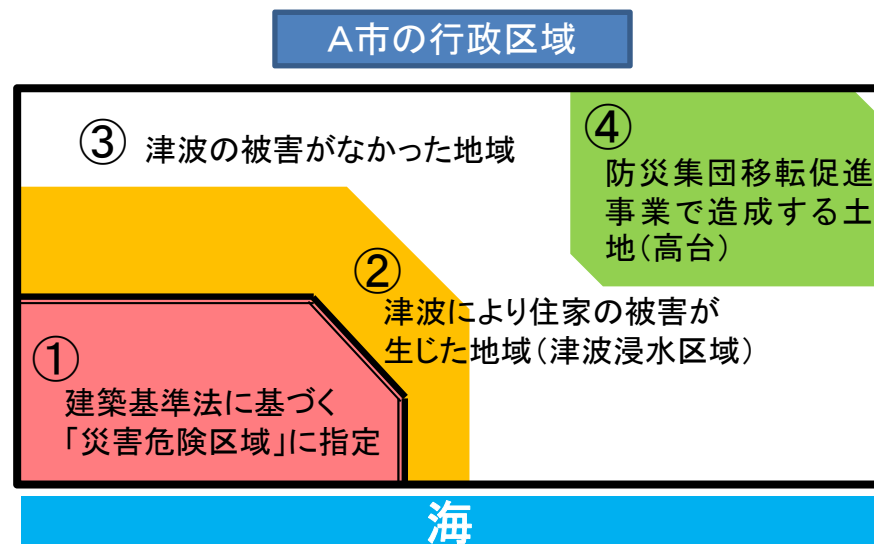 A市の行政区域
③ 津波の被害がなかった地域
④
防災集団移転促進
事業で造成する土
地(高台)
②
津波により住家の被害が
生じた地域(津波浸水区域)
①
建築基準法に基づく
「災害危険区域」に指定
海